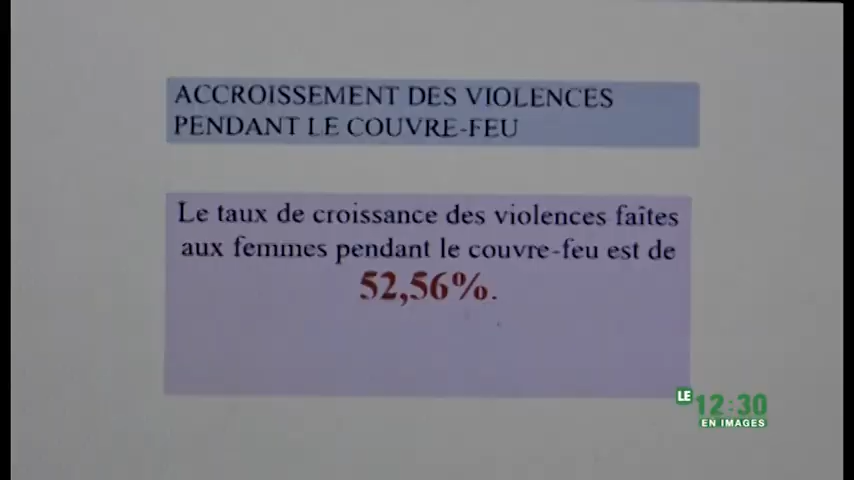 ACCROISSEMENT DES VIOLENCES
PENDANT LE COUVRE-FEU
Le taux de croissance des violences faîtes
aux femmes pendant le couvre-feu est de
52,56%.
LE 12:30
EN IMAGES